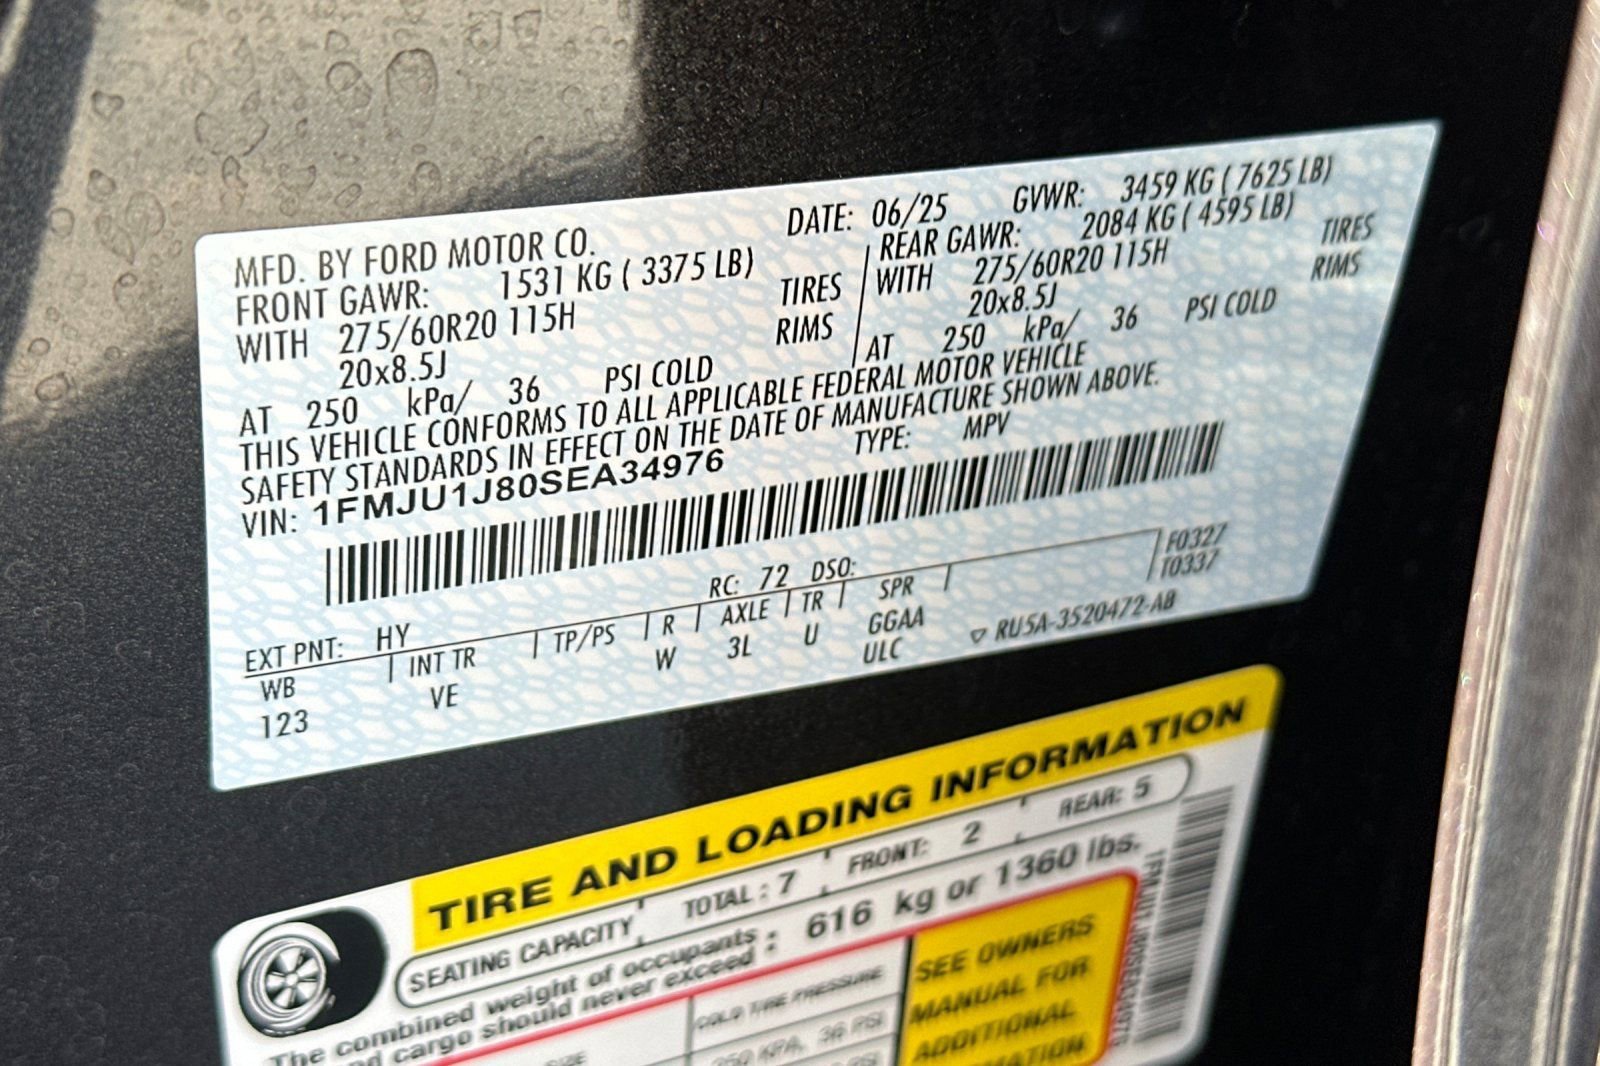 MFD. BY FORD MOTOR CO. DATE: 06/25 GVWR: 3459 KG ( 7625 LB)
FRONT GAWR: 1531 KG ( 3375 LB) REAR GAWR: 2084 KG ( 4595 LB)
WITH 275/60R20 115H TIRES WITH 275/60R20 115H TIRES
20x8.5J RIMS 20x8.5J RIMS
AT 250 kPa/ 36 PSI COLD AT 250 kPa/ 36 PSI COLD
THIS VEHICLE CONFORMS TO ALL APPLICABLE FEDERAL MOTOR VEHICLE
SAFETY STANDARDS IN EFFECT ON THE DATE OF MANUFACTURE SHOWN ABOVE.
VIN: 1FMJU1J80SEA34976 TYPE: MPV
F0327
EXT PNT: HY RC: 72 DSO: T0337
WB INT TR TP/PS R AXLE TR SPR
123 VE W 3L U GGAA
ULC ▽ RU5A-3520472-AB
TIRE AND LOADING INFORMATION
SEATING CAPACITY TOTAL : 7 FRONT: 2 REAR: 5
The combined weight of occupants : 616 kg or 1360 lbs.
and cargo should never exceed :
SIZE COLD TIRE PRESSURE SEE OWNERS
250 KPA, 36 PSI MANUAL FOR
PSI ADDITIONAL